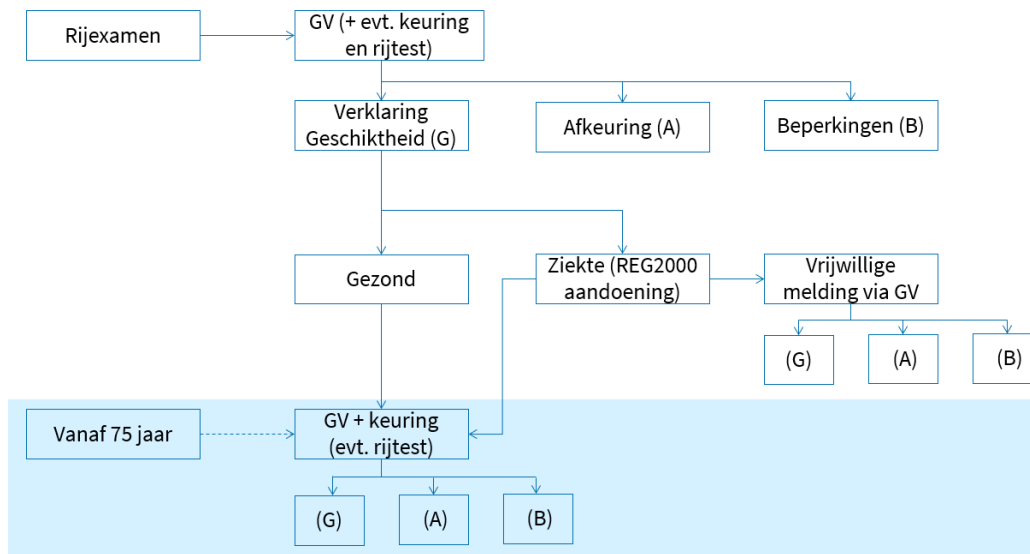 Rijexamen
GV (+ evt. keuring
en rijtest)
Verklaring
Geschiktheid (G)
Afkeuring (A)
Beperkingen (B)
Gezond
Ziekte (REG2000
aandoening)
Vrijwillige
melding via GV
(G)
(A)
(B)
Vanaf 75 jaar
GV + keuring
(evt. rijtest)
(G)
(A)
(B)